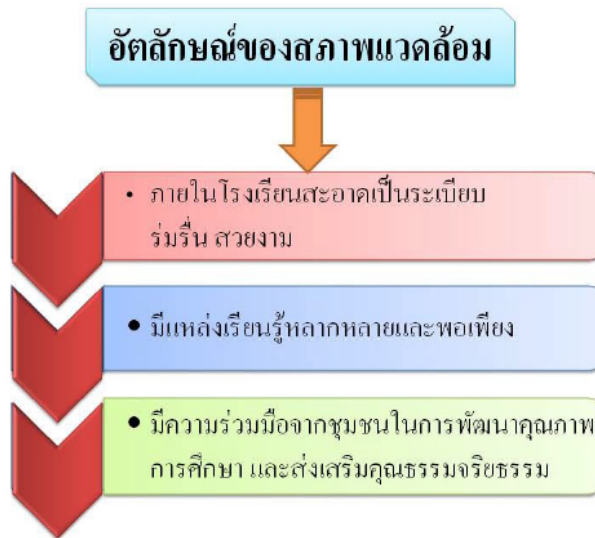 อัตลักษณ์ของสภาพแวดล้อม
• ภายในโรงเรียนสะอาดเป็นระเบียบ
ร่มรื่น สวยงาม
• มีแหล่งเรียนรู้หลากหลายและพอเพียง
• มีความร่วมมือจากชุมชนในการพัฒนาคุณภาพ
การศึกษา และส่งเสริมคุณธรรมจริยธรรม